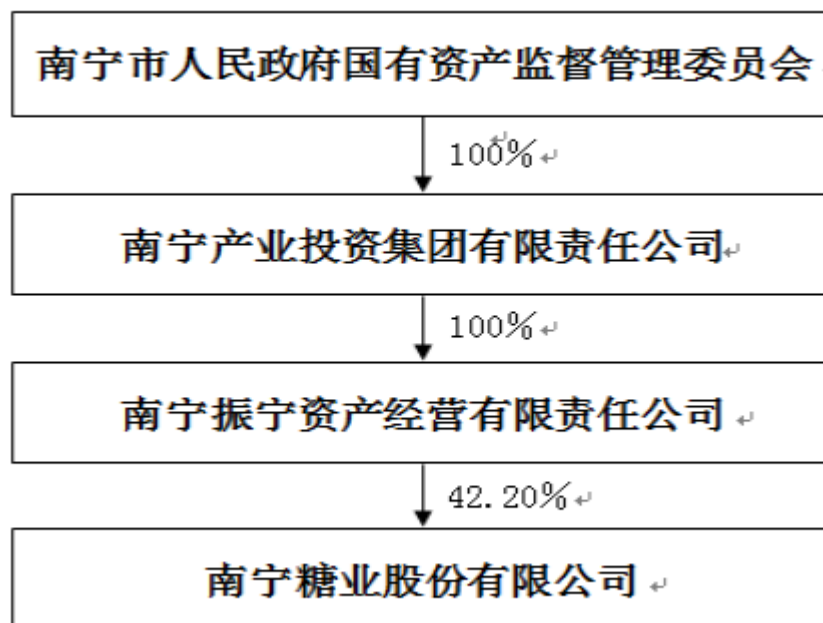 南宁市人民政府国有资产监督管理委员会
100%
南宁产业投资集团有限责任公司
100%
南宁振宁资产经营有限责任公司
42.20%
南宁糖业股份有限公司